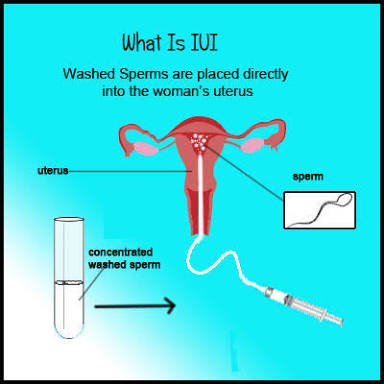 What Is IUI
Washed Sperms are placed directly
into the woman's uterus
uterus
sperm
concentrated
washed sperm